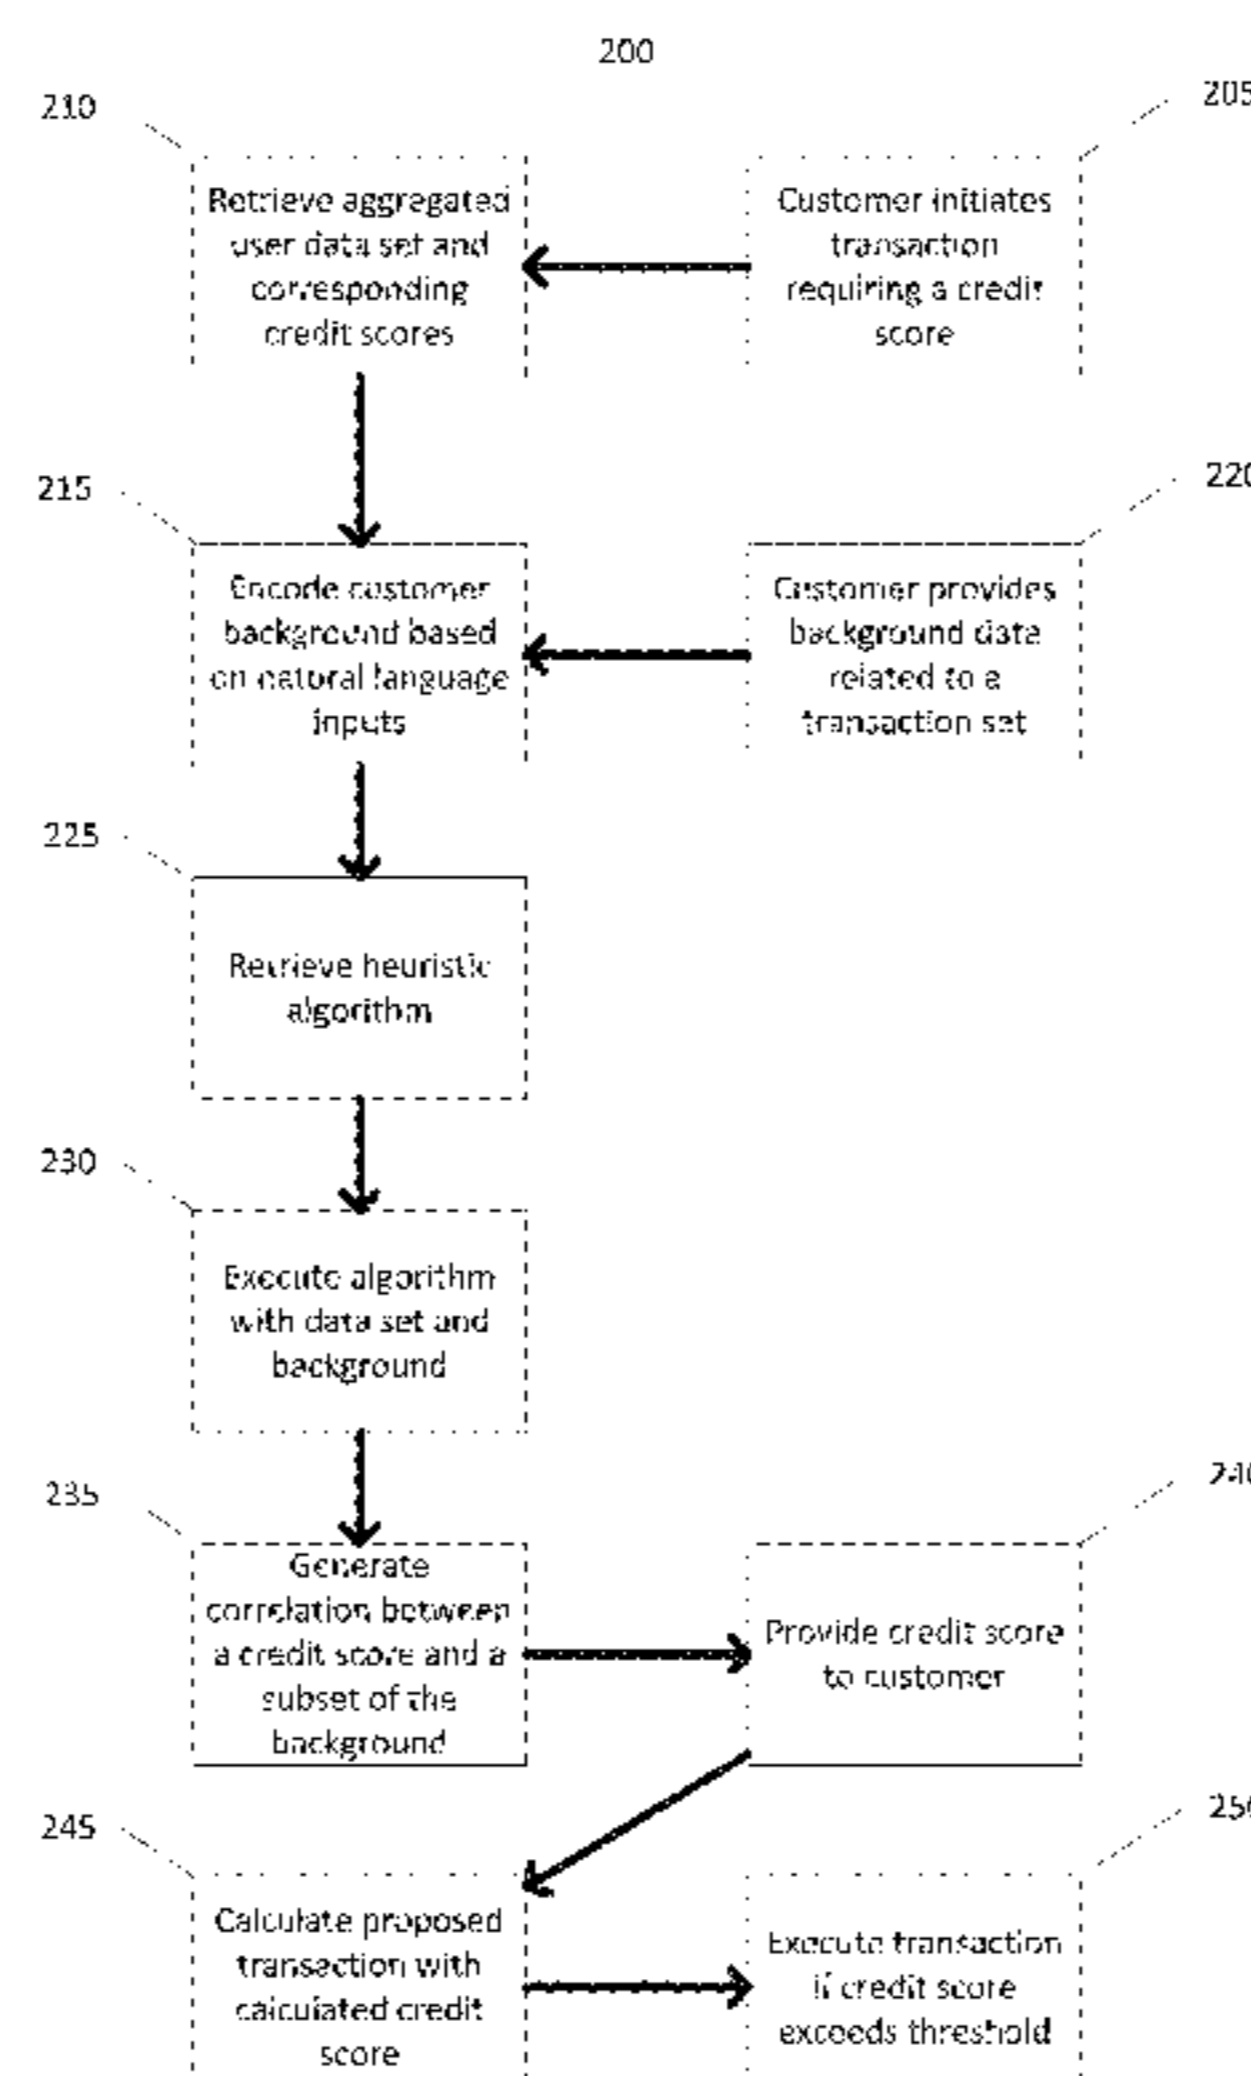 200
210
205
Retrieve aggregated
user data set and
corresponding
credit scores
Customer initiates
transaction
requiring a credit
score
215
220
Encode customer
background based
on natural language
inputs
Customer provides
background data
related to a
transaction set
225
Retrieve heuristic
algorithm
230
Execute algorithm
with data set and
background
235
240
Generate
correlation between
a credit score and a
subset of the
background
Provide credit score
to customer
245
250
Calculate proposed
transaction with
calculated credit
score
Execute transaction
if credit score
exceeds threshold